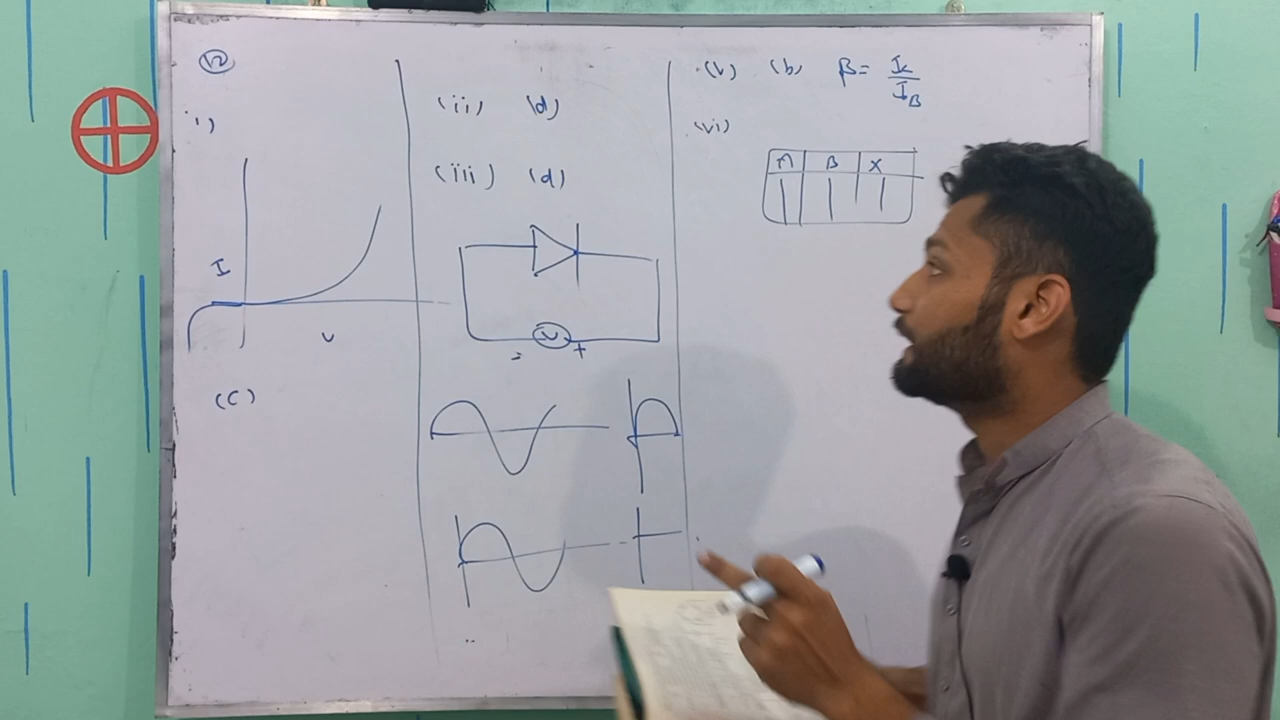 12
i)
I
V
(c)
(ii) (d)
(iii) (d)
V
- +
(v) (b) β = Ic
IB
(vi)
A B X